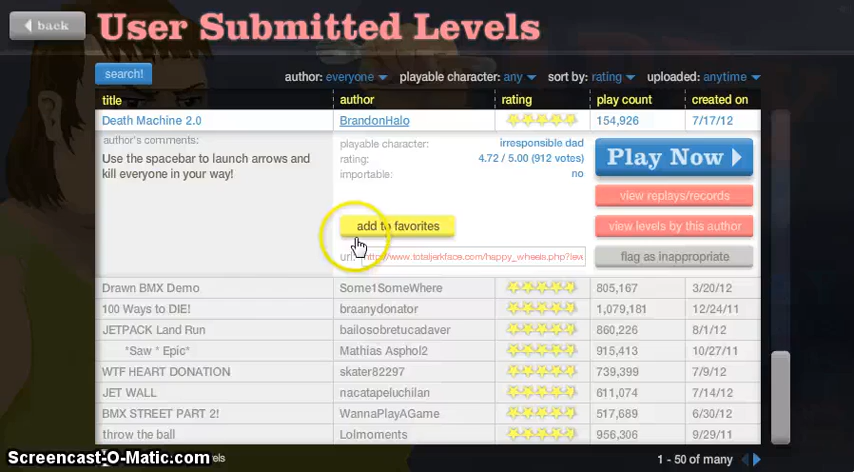 back
User Submitted Levels
search!
author: everyone playable character: any sort by: rating uploaded: anytime
title author rating play count created on
Death Machine 2.0 BrandonHalo 154,926 7/17/12
author's comments:
Use the spacebar to launch arrows and
kill everyone in your way!
playable character: irresponsible dad
rating: 4.72 / 5.00 (912 votes)
importable: no
add to favorites
url: http://www.totaljerkface.com/happy_wheels.php?leve
Play Now
view replays/records
view levels by this author
flag as inappropriate
Drawn BMX Demo Some1SomeWhere 805,167 3/20/12
100 Ways to DIE! braanydonator 1,079,181 12/24/11
JETPACK Land Run bailosobretucadaver 860,226 8/1/12
*Saw * Epic* Mathias Asphol2 915,413 10/27/11
WTF HEART DONATION skater82297 739,399 7/9/12
JET WALL nacatapeluchilan 611,074 7/14/12
BMX STREET PART 2! WannaPlayAGame 517,689 6/30/12
throw the ball Lolmoments 956,306 9/29/11
Screencast-O-Matic.com
1 - 50 of many